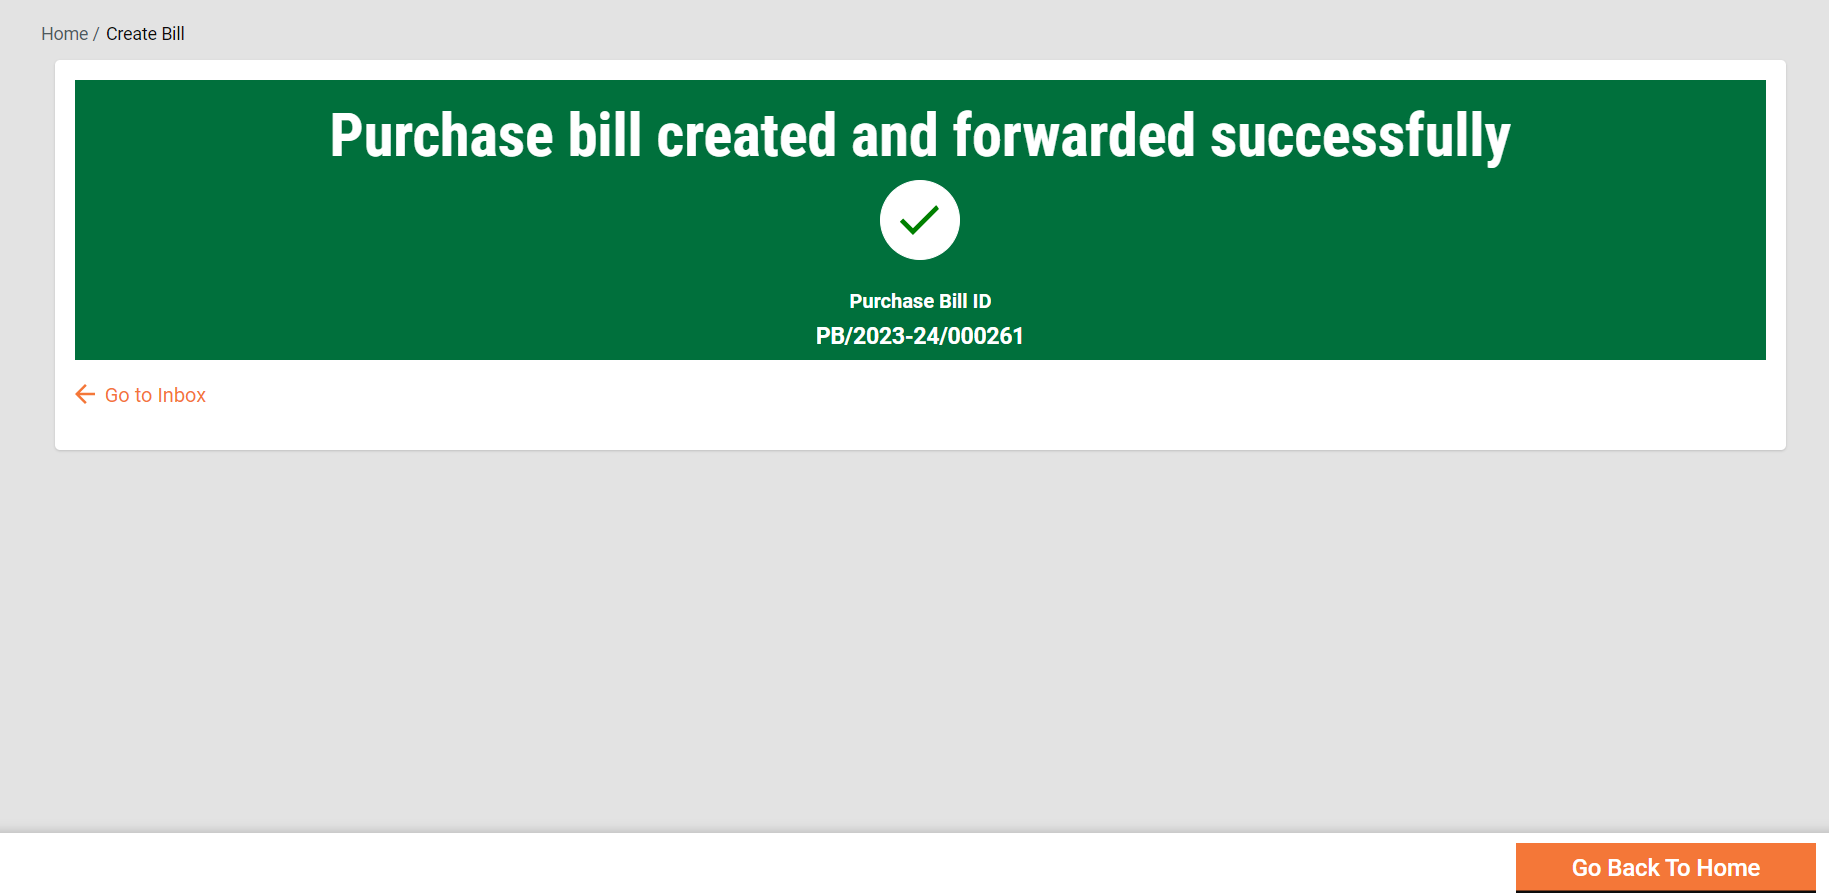 Home / Create Bill
Purchase bill created and forwarded successfully
Purchase Bill ID
PB/2023-24/000261
Go to Inbox
Go Back To Home